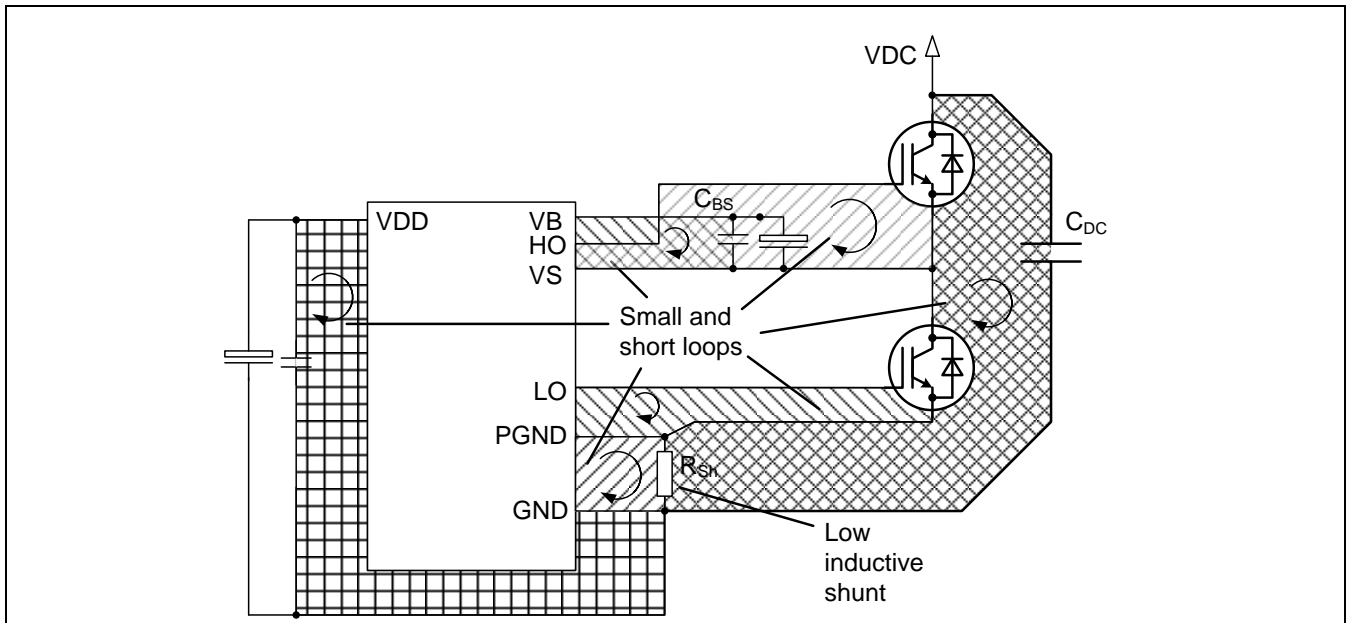 VDC
VDD
VB
HO
VS
C_BS
C_DC
Small and
short loops
LO
PGND
R_Sh
GND
Low
inductive
shunt